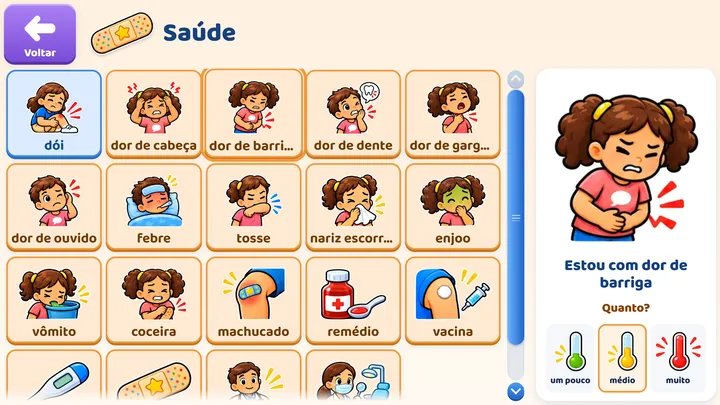 Voltar
Saúde
dói
dor de cabeça
dor de barri...
dor de dente
dor de garg...
dor de ouvido
febre
tosse
nariz escorr...
enjoo
vômito
coceira
machucado
remédio
vacina
Estou com dor de
barriga
Quanto?
um pouco
médio
muito